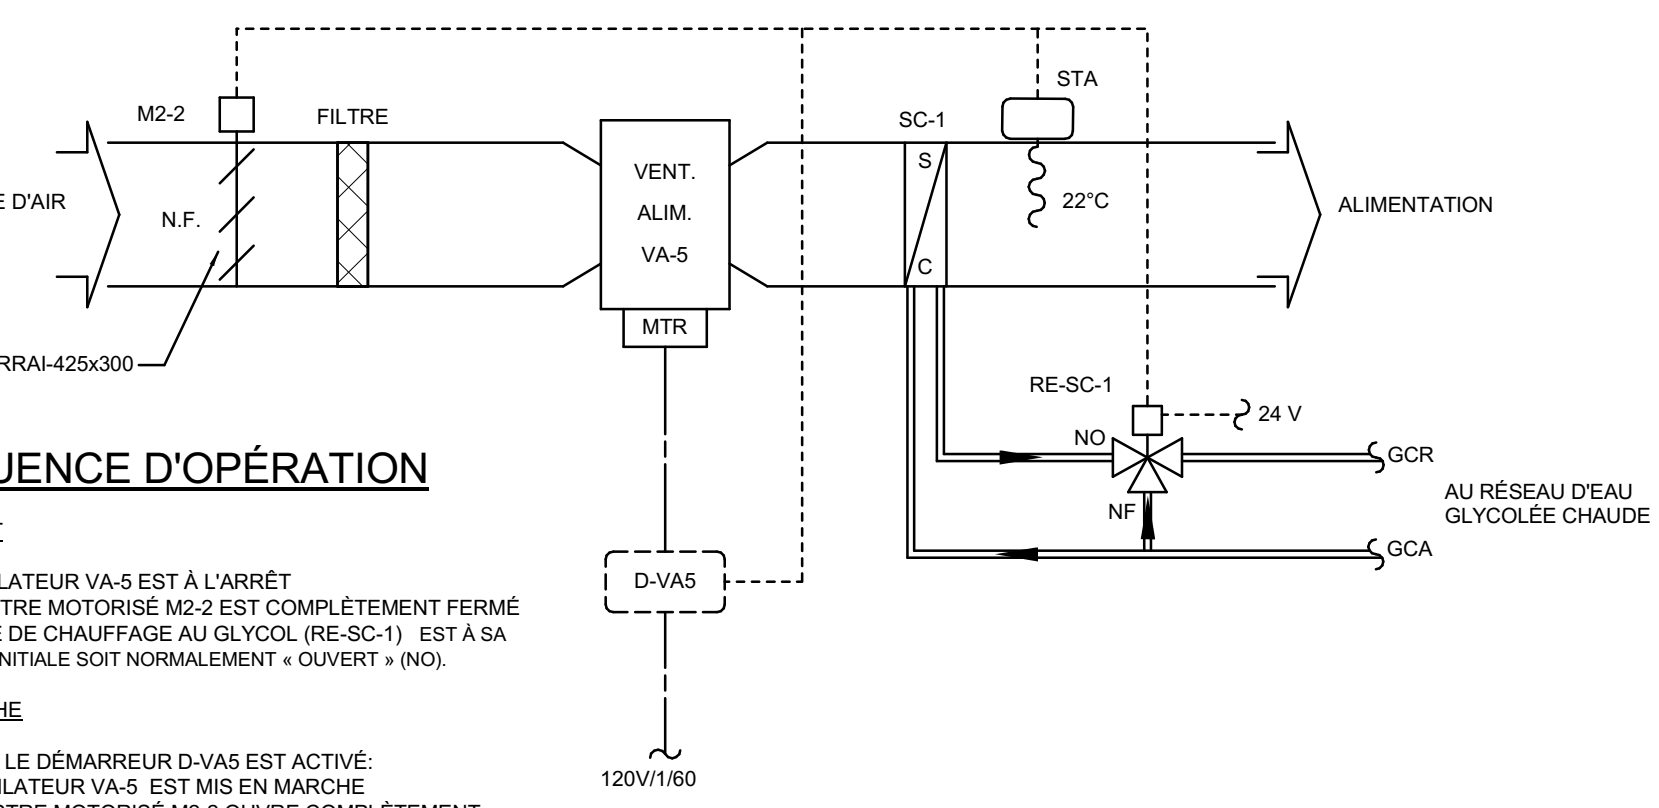 STA
M2-2
FILTRE
SC-1
VENT.
ALIM.
VA-5
S
C
22°C
D'AIR
N.F.
ALIMENTATION
MTR
RRAI-425x300
RE-SC-1
24 V
NO
GCR
AU RÉSEAU D'EAU
GLYCOLÉE CHAUDE
NF
GCA
UENCE D'OPÉRATION
LATEUR VA-5 EST À L'ARRÊT
TRE MOTORISÉ M2-2 EST COMPLÈTEMENT FERMÉ
E DE CHAUFFAGE AU GLYCOL (RE-SC-1) EST À SA
NITIALE SOIT NORMALEMENT « OUVERT » (NO).
D-VA5
HE
LE DÉMARREUR D-VA5 EST ACTIVÉ:
ILATEUR VA-5 EST MIS EN MARCHE
120V/1/60